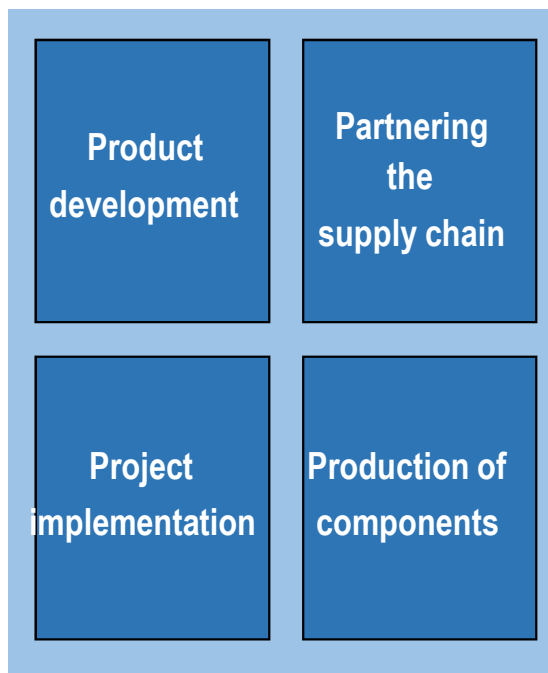 Product
development
Partnering
the
supply chain
Project
implementation
Production of
components